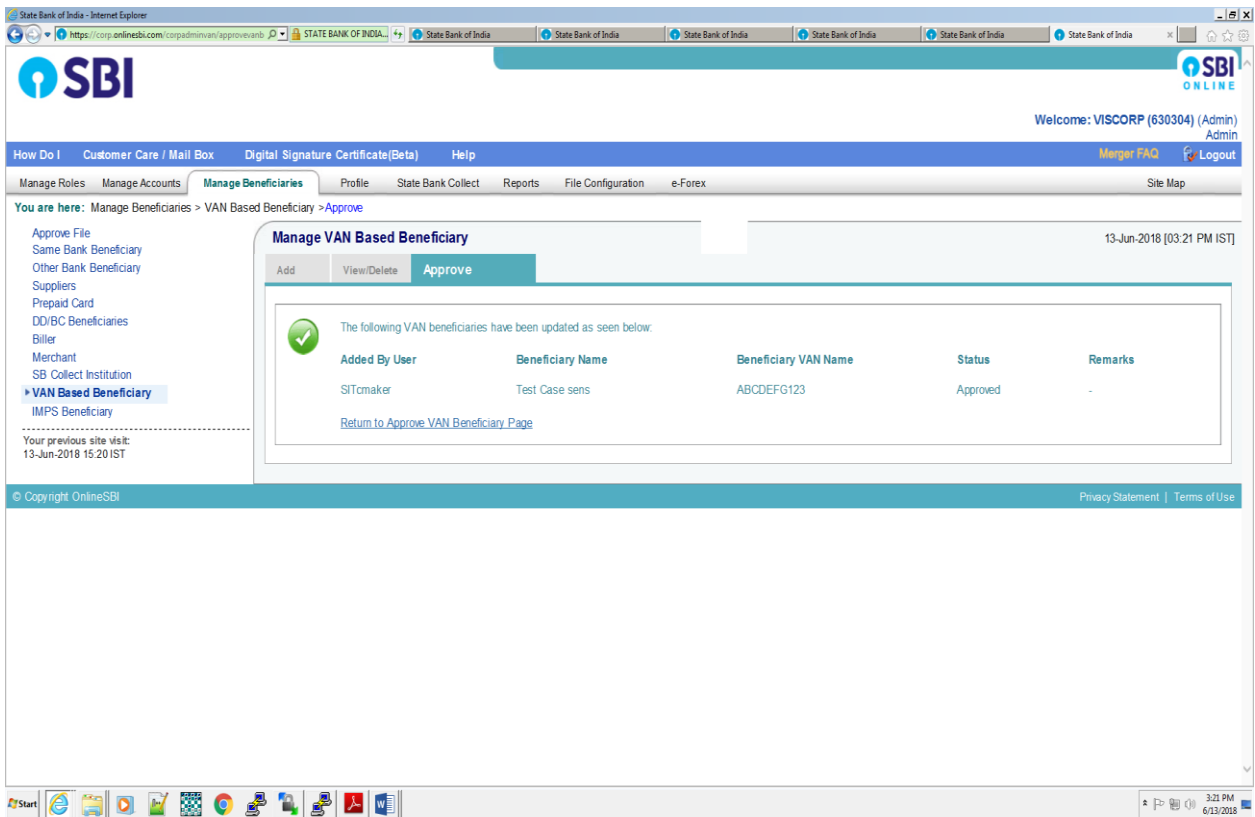 State Bank of India - Internet Explorer
https://corp.onlinesbi.com/corpadminvan/approvevanb STATE BANK OF INDIA... State Bank of India State Bank of India State Bank of India State Bank of India State Bank of India State Bank of India x
SBI
SBI
ONLINE
Welcome: VISCORP (630304) (Admin)
Admin
How Do I Customer Care / Mail Box Digital Signature Certificate(Beta) Help Merger FAQ Logout
Manage Roles Manage Accounts Manage Beneficiaries Profile State Bank Collect Reports File Configuration e-Forex Site Map
You are here: Manage Beneficiaries > VAN Based Beneficiary >Approve
Approve File
Same Bank Beneficiary
Other Bank Beneficiary
Suppliers
Prepaid Card
DD/BC Beneficiaries
Biller
Merchant
SB Collect Institution
VAN Based Beneficiary
IMPS Beneficiary
Your previous site visit:
13-Jun-2018 15:20 IST
Manage VAN Based Beneficiary 13-Jun-2018 [03:21 PM IST]
Add View/Delete Approve
The following VAN beneficiaries have been updated as seen below:
Added By User Beneficiary Name Beneficiary VAN Name Status Remarks
SITcmaker Test Case sens ABCDEFG123 Approved -
Return to Approve VAN Beneficiary Page
© Copyright OnlineSBI Privacy Statement | Terms of Use
Start 3:21 PM
6/13/2018